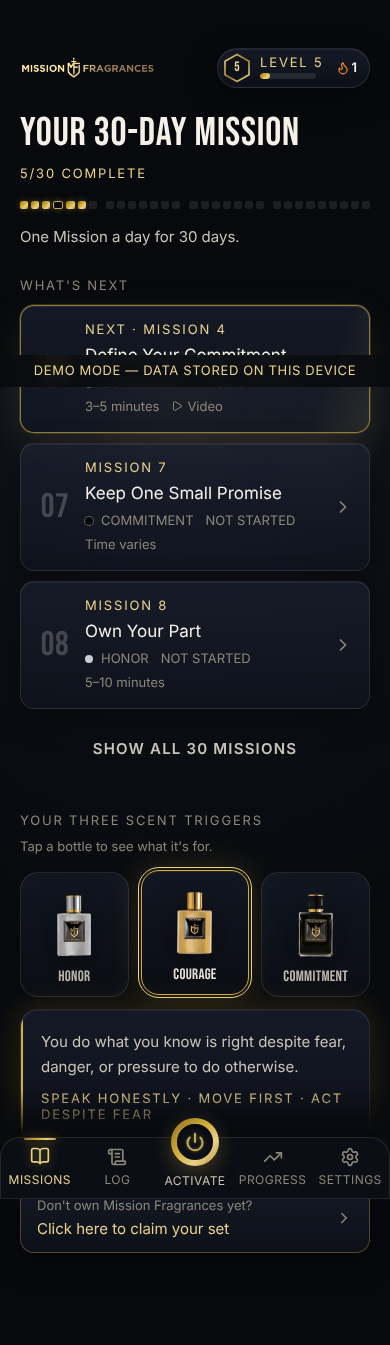 MISSION FRAGRANCES
5
LEVEL 5
1
YOUR 30-DAY MISSION
5/30 COMPLETE
One Mission a day for 30 days.
WHAT'S NEXT
NEXT · MISSION 4
Define Your Commitment
DEMO MODE — DATA STORED ON THIS DEVICE
3–5 minutes Video
MISSION 7
07
Keep One Small Promise
COMMITMENT NOT STARTED
Time varies
MISSION 8
08
Own Your Part
HONOR NOT STARTED
5–10 minutes
SHOW ALL 30 MISSIONS
YOUR THREE SCENT TRIGGERS
Tap a bottle to see what it's for.
HONOR
COURAGE
COMMITMENT
You do what you know is right despite fear,
danger, or pressure to do otherwise.
SPEAK HONESTLY · MOVE FIRST · ACT
DESPITE FEAR
MISSIONS
LOG
ACTIVATE
PROGRESS
SETTINGS
Don't own Mission Fragrances yet?
Click here to claim your set